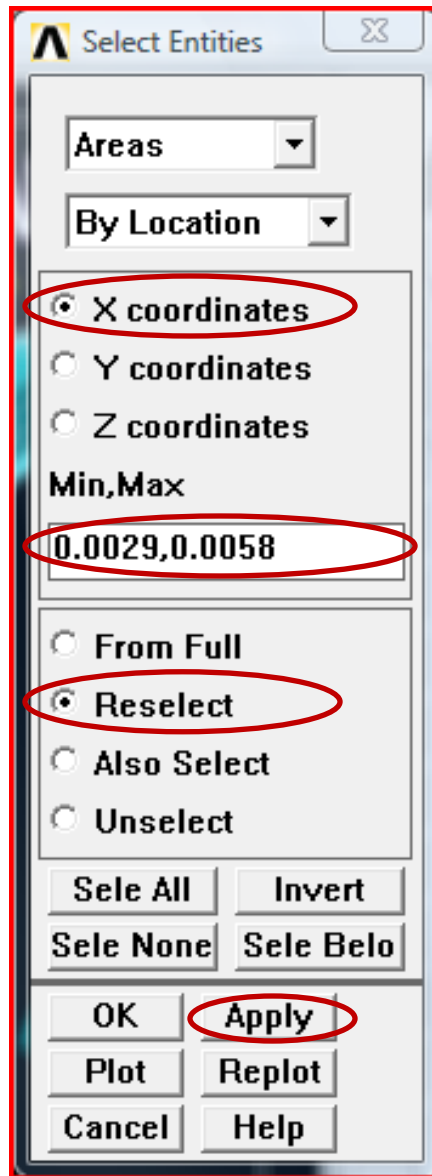 Select Entities
Areas
By Location
X coordinates
Y coordinates
Z coordinates
Min,Max
0.0029,0.0058
From Full
Reselect
Also Select
Unselect
Sele All Invert
Sele None Sele Belo
OK Apply
Plot Replot
Cancel Help